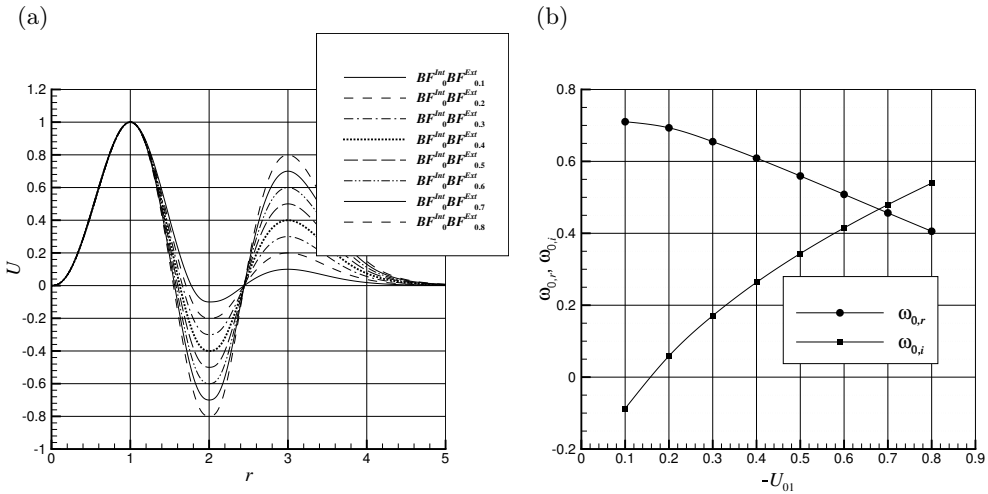 (a)
BF^Int_0 BF^Ext_0.1
BF^Int_0 BF^Ext_0.2
BF^Int_0 BF^Ext_0.3
BF^Int_0 BF^Ext_0.4
BF^Int_0 BF^Ext_0.5
BF^Int_0 BF^Ext_0.6
BF^Int_0 BF^Ext_0.7
BF^Int_0 BF^Ext_0.8
1.2
1
0.8
0.6
0.4
0.2
0
-0.2
-0.4
-0.6
-0.8
-1
U
0 1 2 3 4 5
r
(b)
0.8
0.6
0.4
0.2
0
-0.2
ω0,r, ω0,i
ω0,r
ω0,i
0 0.1 0.2 0.3 0.4 0.5 0.6 0.7 0.8 0.9
-U01